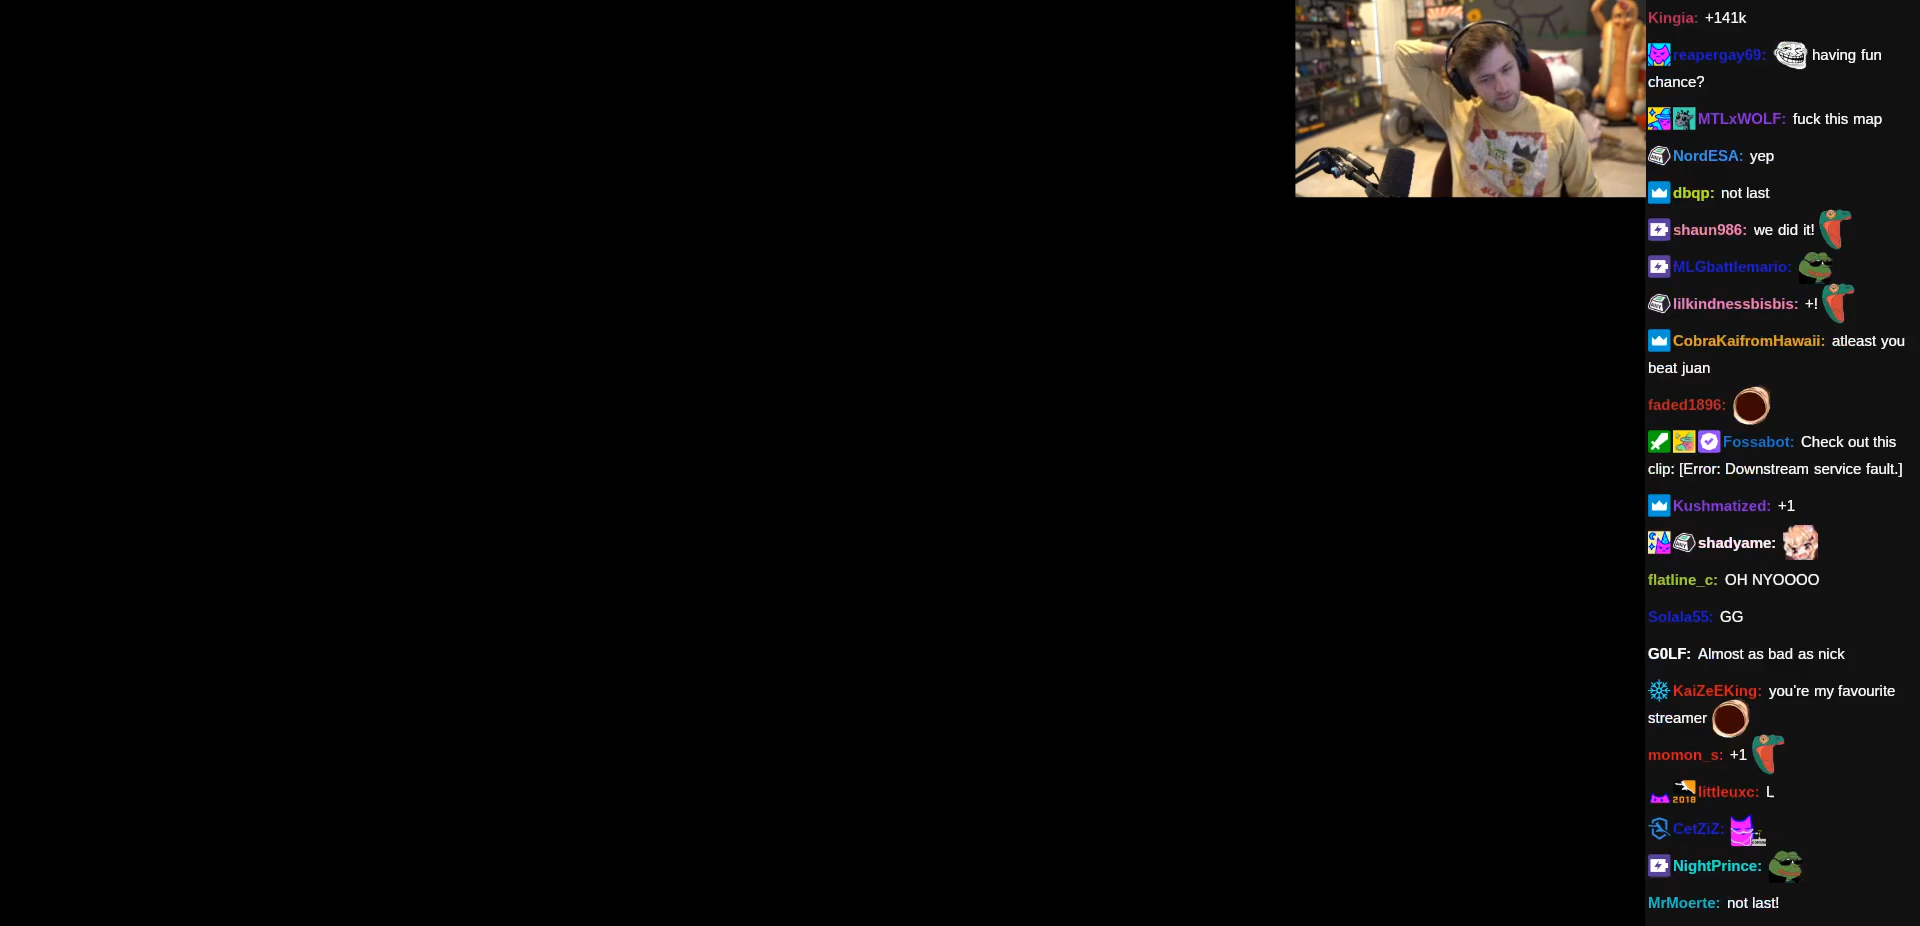 Kingia: +141k
reapergay69: having fun
chance?
MTLxWOLF: fuck this map
NordESA: yep
dbqp: not last
shaun986: we did it!
MLGbattlemario:
lilkindnessbisbis: +!
CobraKaifromHawaii: atleast you
beat juan
faded1896:
Fossabot: Check out this
clip: [Error: Downstream service fault.]
Kushmatized: +1
shadyame:
flatline_c: OH NYOOOO
Solala55: GG
G0LF: Almost as bad as nick
KaiZeEKing: you're my favourite
streamer
momon_s: +1
2018 littleuxc: L
CetZiZ:
NightPrince:
MrMoerte: not last!